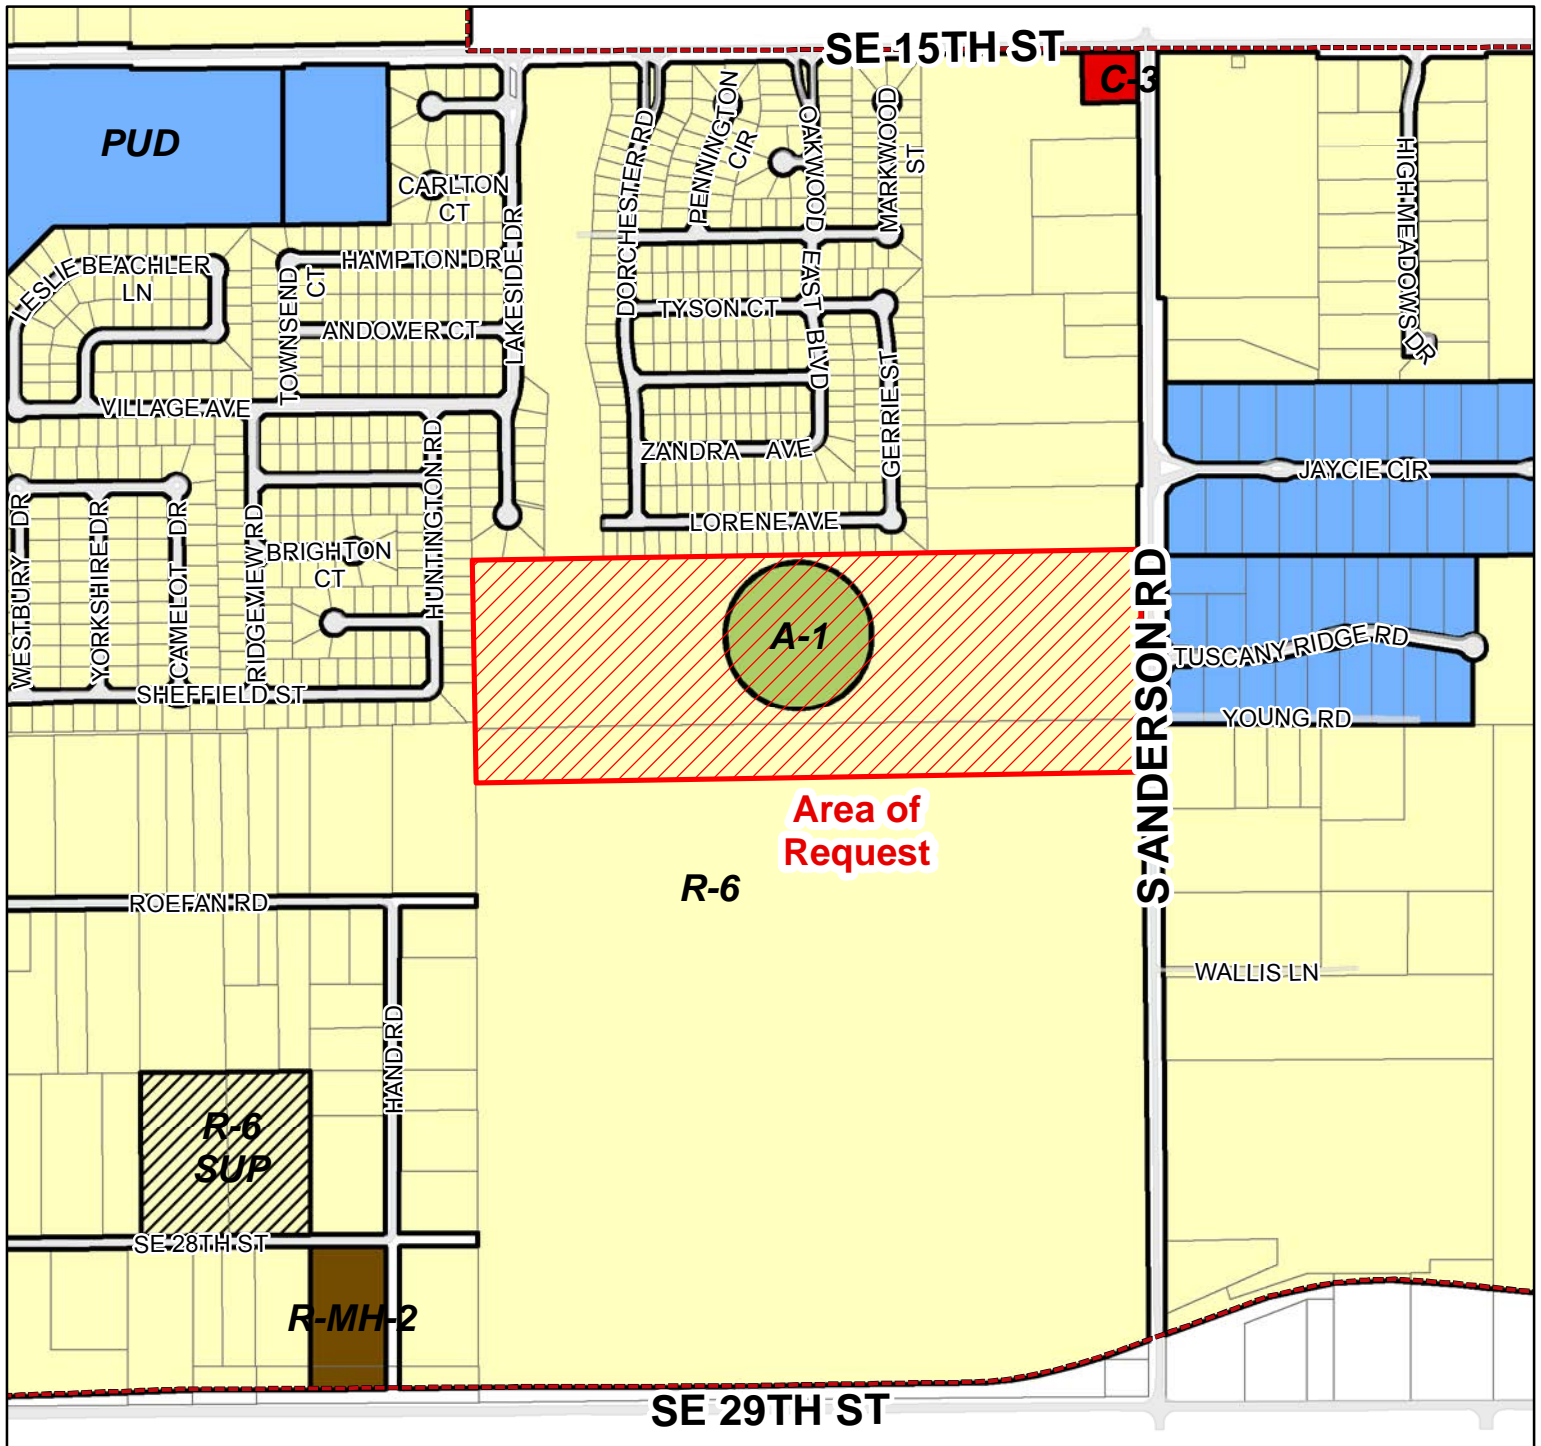 SE 15TH ST
C-3
PUD
CARLTON
CT
LAKESIDE DR
DORCHESTER RD
PENNINGTON
CIR
OAKWOOD EAST BLVD
MARKWOOD
ST
HIGH MEADOWS DR
LESLIE
BEACHLER
LN
TOWNSEND
CT
HAMPTON DR
ANDOVER CT
TYSON CT
GERRIE ST
VILLAGE AVE
ZANDRA AVE
LORENE AVE
JAYCIE CIR
WESTBURY DR
YORKSHIRE DR
CAMELOT DR
RIDGEVIEW RD
BRIGHTON
CT
HUNTINGTON RD
SHEFFIELD ST
A-1
S ANDERSON RD
TUSCANY RIDGE RD
YOUNG RD
Area of
Request
R-6
ROEFAN RD
WALLIS LN
HAND RD
R-6
SUP
SE 28TH ST
R-MH-2
SE 29TH ST